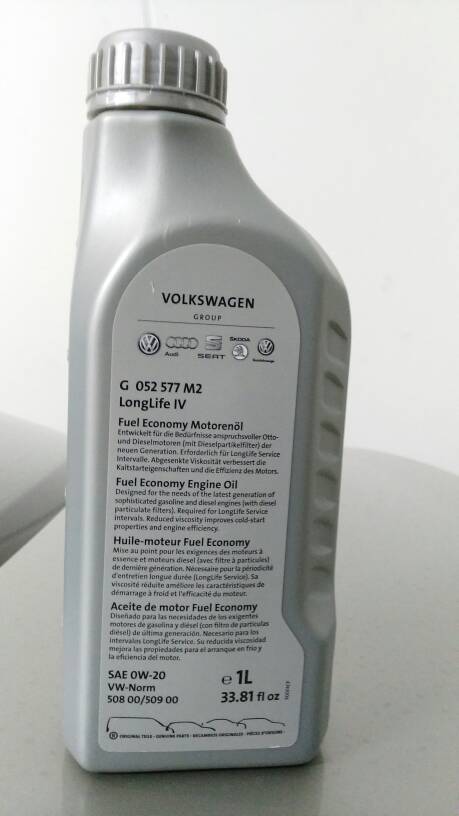 VOLKSWAGEN
GROUP
Audi
SEAT
ŠKODA
G 052 577 M2
LongLife IV
Fuel Economy Motorenöl
Entwickelt für die Bedürfnisse anspruchsvoller Otto-
und Dieselmotoren (mit Dieselpartikelfilter) der
neuen Generation. Erforderlich für LongLife Service
Intervalle. Abgesenkte Viskosität verbessert die
Kaltstarteigenschaften und die Effizienz des Motors.
Fuel Economy Engine Oil
Designed for the needs of the latest generation of
sophisticated gasoline and diesel engines (with diesel
particulate filters). Required for LongLife Service
intervals. Reduced viscosity improves cold-start
properties and engine efficiency.
Huile-moteur Fuel Economy
Mise au point pour les exigences des moteurs à
essence et moteurs diesel (avec filtre à particules)
de dernière génération. Nécessaire pour la périodicité
d'entretien longue durée (LongLife Service). Sa
viscosité réduite améliore les caractéristiques de
démarrage à froid et l'efficacité du moteur.
Aceite de motor Fuel Economy
Diseñado para las necesidades de los exigentes
motores de gasolina y diésel (con filtro de partículas
diésel) de última generación. Necesario para los
intervalos LongLife Service. Su reducida viscosidad
mejora las propiedades para el arranque en frío y
la eficiencia del motor.
SAE 0W-20
VW-Norm
508 00/509 00
e 1L
33.81 fl oz
® ORIGINAL TEILE · GENUINE PARTS · RECAMBIOS ORIGINALES · PIÈCES D'ORIGINE